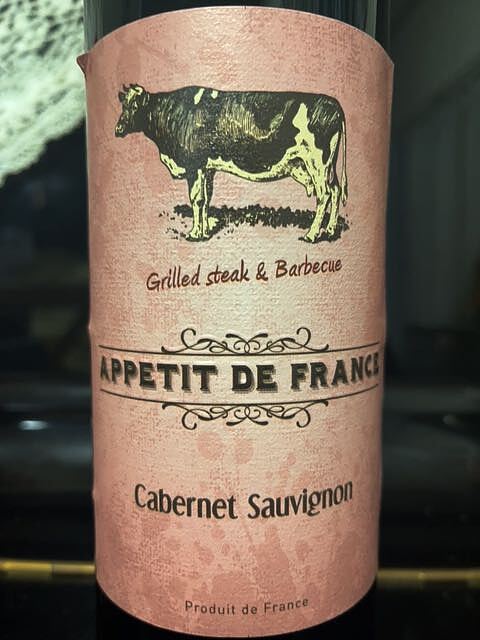 Grilled steak & Barbecue
APPETIT DE FRANCE
Cabernet Sauvignon
Produit de France